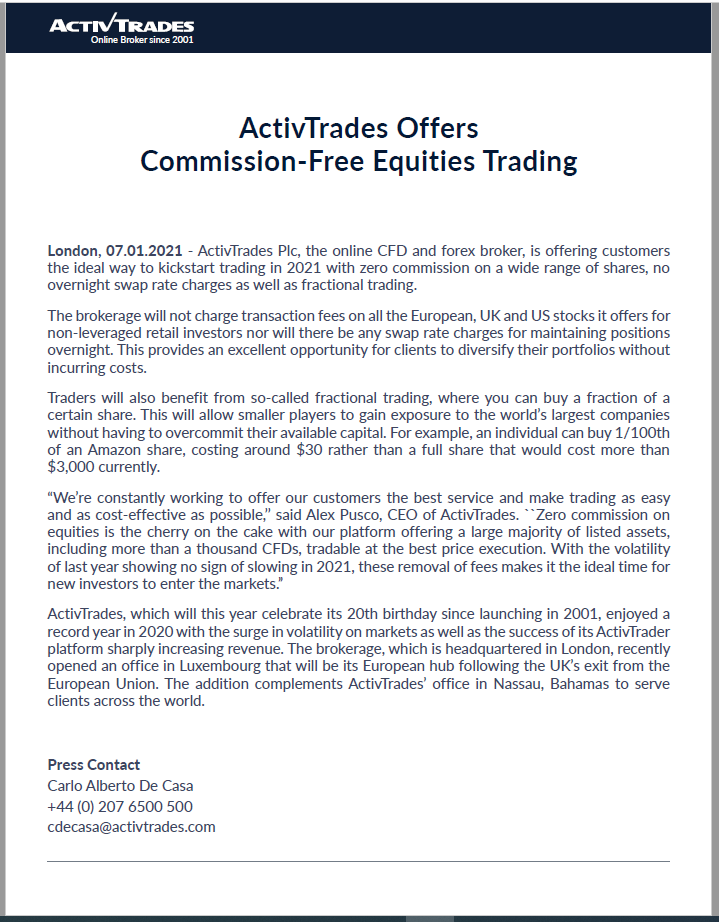 ACTIVTRADES
Online Broker since 2001
ActivTrades Offers
Commission-Free Equities Trading
London, 07.01.2021 - ActivTrades Plc, the online CFD and forex broker, is offering customers
the ideal way to kickstart trading in 2021 with zero commission on a wide range of shares, no
overnight swap rate charges as well as fractional trading.
The brokerage will not charge transaction fees on all the European, UK and US stocks it offers for
non-leveraged retail investors nor will there be any swap rate charges for maintaining positions
overnight. This provides an excellent opportunity for clients to diversify their portfolios without
incurring costs.
Traders will also benefit from so-called fractional trading, where you can buy a fraction of a
certain share. This will allow smaller players to gain exposure to the world's largest companies
without having to overcommit their available capital. For example, an individual can buy 1/100th
of an Amazon share, costing around $30 rather than a full share that would cost more than
$3,000 currently.
“We're constantly working to offer our customers the best service and make trading as easy
and as cost-effective as possible,” said Alex Pusco, CEO of ActivTrades. ``Zero commission on
equities is the cherry on the cake with our platform offering a large majority of listed assets,
including more than a thousand CFDs, tradable at the best price execution. With the volatility
of last year showing no sign of slowing in 2021, these removal of fees makes it the ideal time for
new investors to enter the markets.”
ActivTrades, which will this year celebrate its 20th birthday since launching in 2001, enjoyed a
record year in 2020 with the surge in volatility on markets as well as the success of its ActivTrader
platform sharply increasing revenue. The brokerage, which is headquartered in London, recently
opened an office in Luxembourg that will be its European hub following the UK's exit from the
European Union. The addition complements ActivTrades' office in Nassau, Bahamas to serve
clients across the world.
Press Contact
Carlo Alberto De Casa
+44 (0) 207 6500 500
cdecasa@activtrades.com